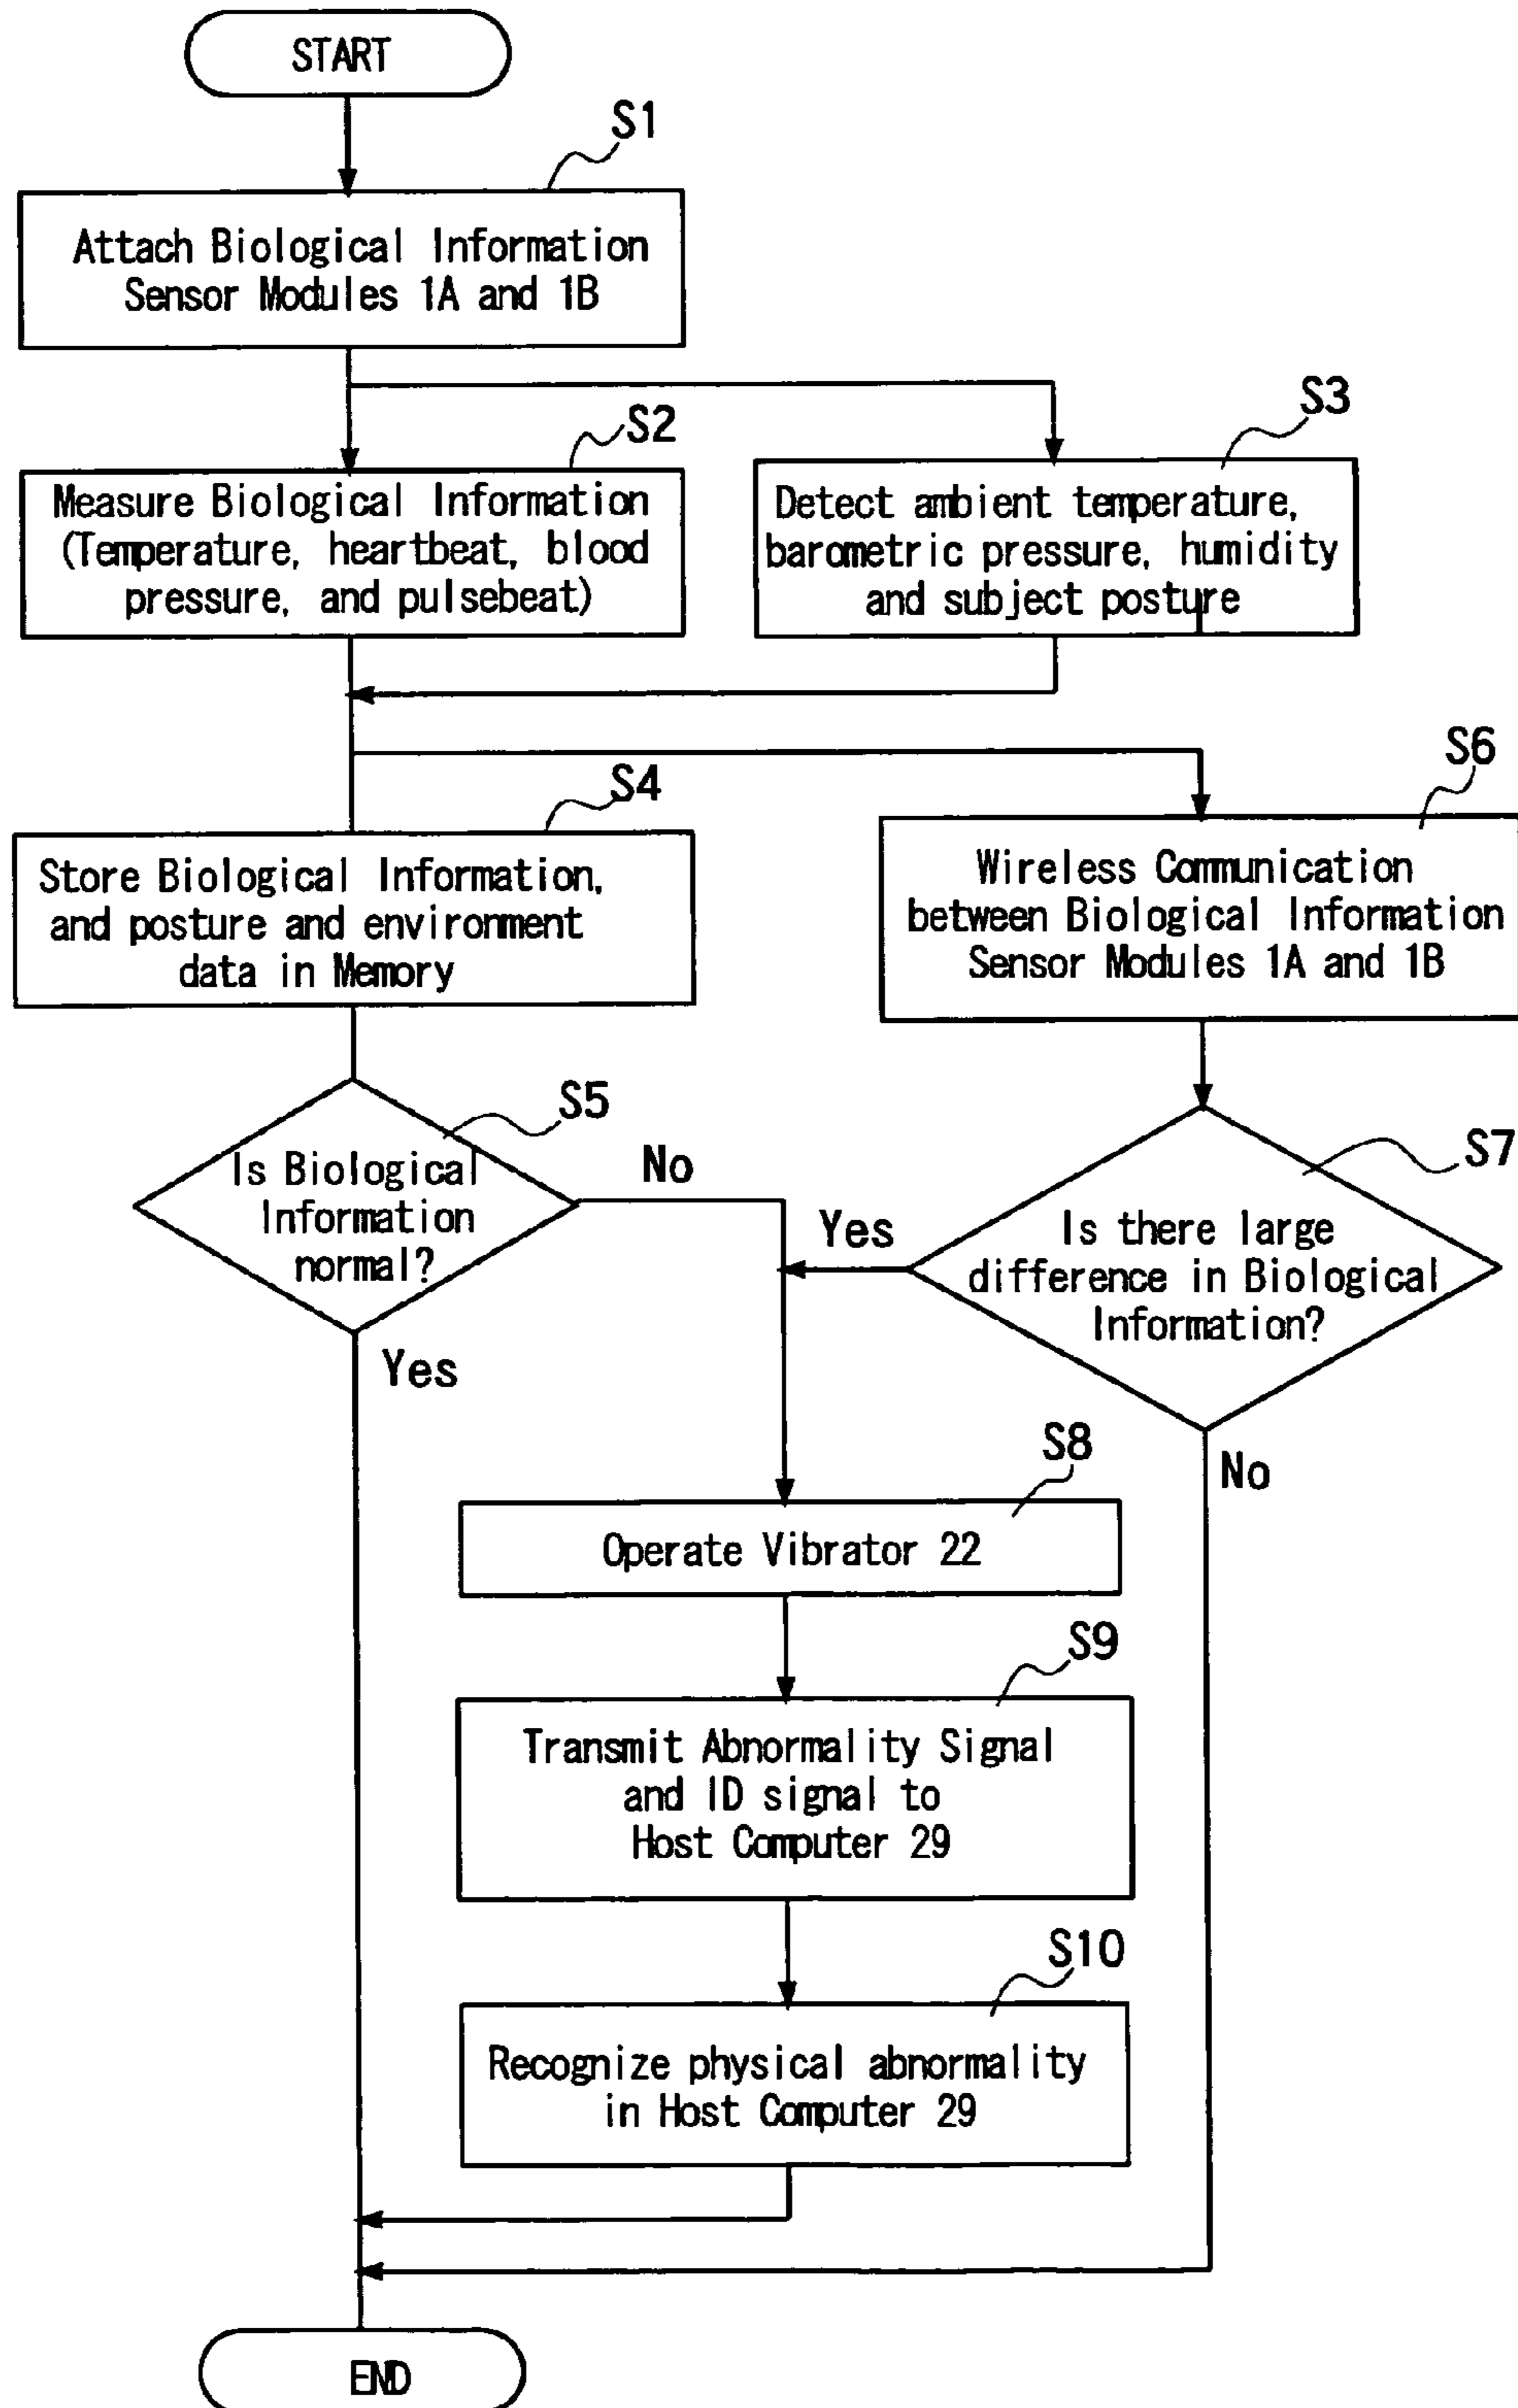 START
S1
Attach Biological Information
Sensor Modules 1A and 1B
S2
Measure Biological Information
(Temperature, heartbeat, blood
pressure, and pulsebeat)
S3
Detect ambient temperature,
barometric pressure, humidity
and subject posture
S4
Store Biological Information,
and posture and environment
data in Memory
S6
Wireless Communication
between Biological Information
Sensor Modules 1A and 1B
S5
Is Biological
Information
normal?
No
Yes
S7
Is there large
difference in Biological
Information?
Yes
No
S8
Operate Vibrator 22
S9
Transmit Abnormality Signal
and ID signal to
Host Computer 29
S10
Recognize physical abnormality
in Host Computer 29
END